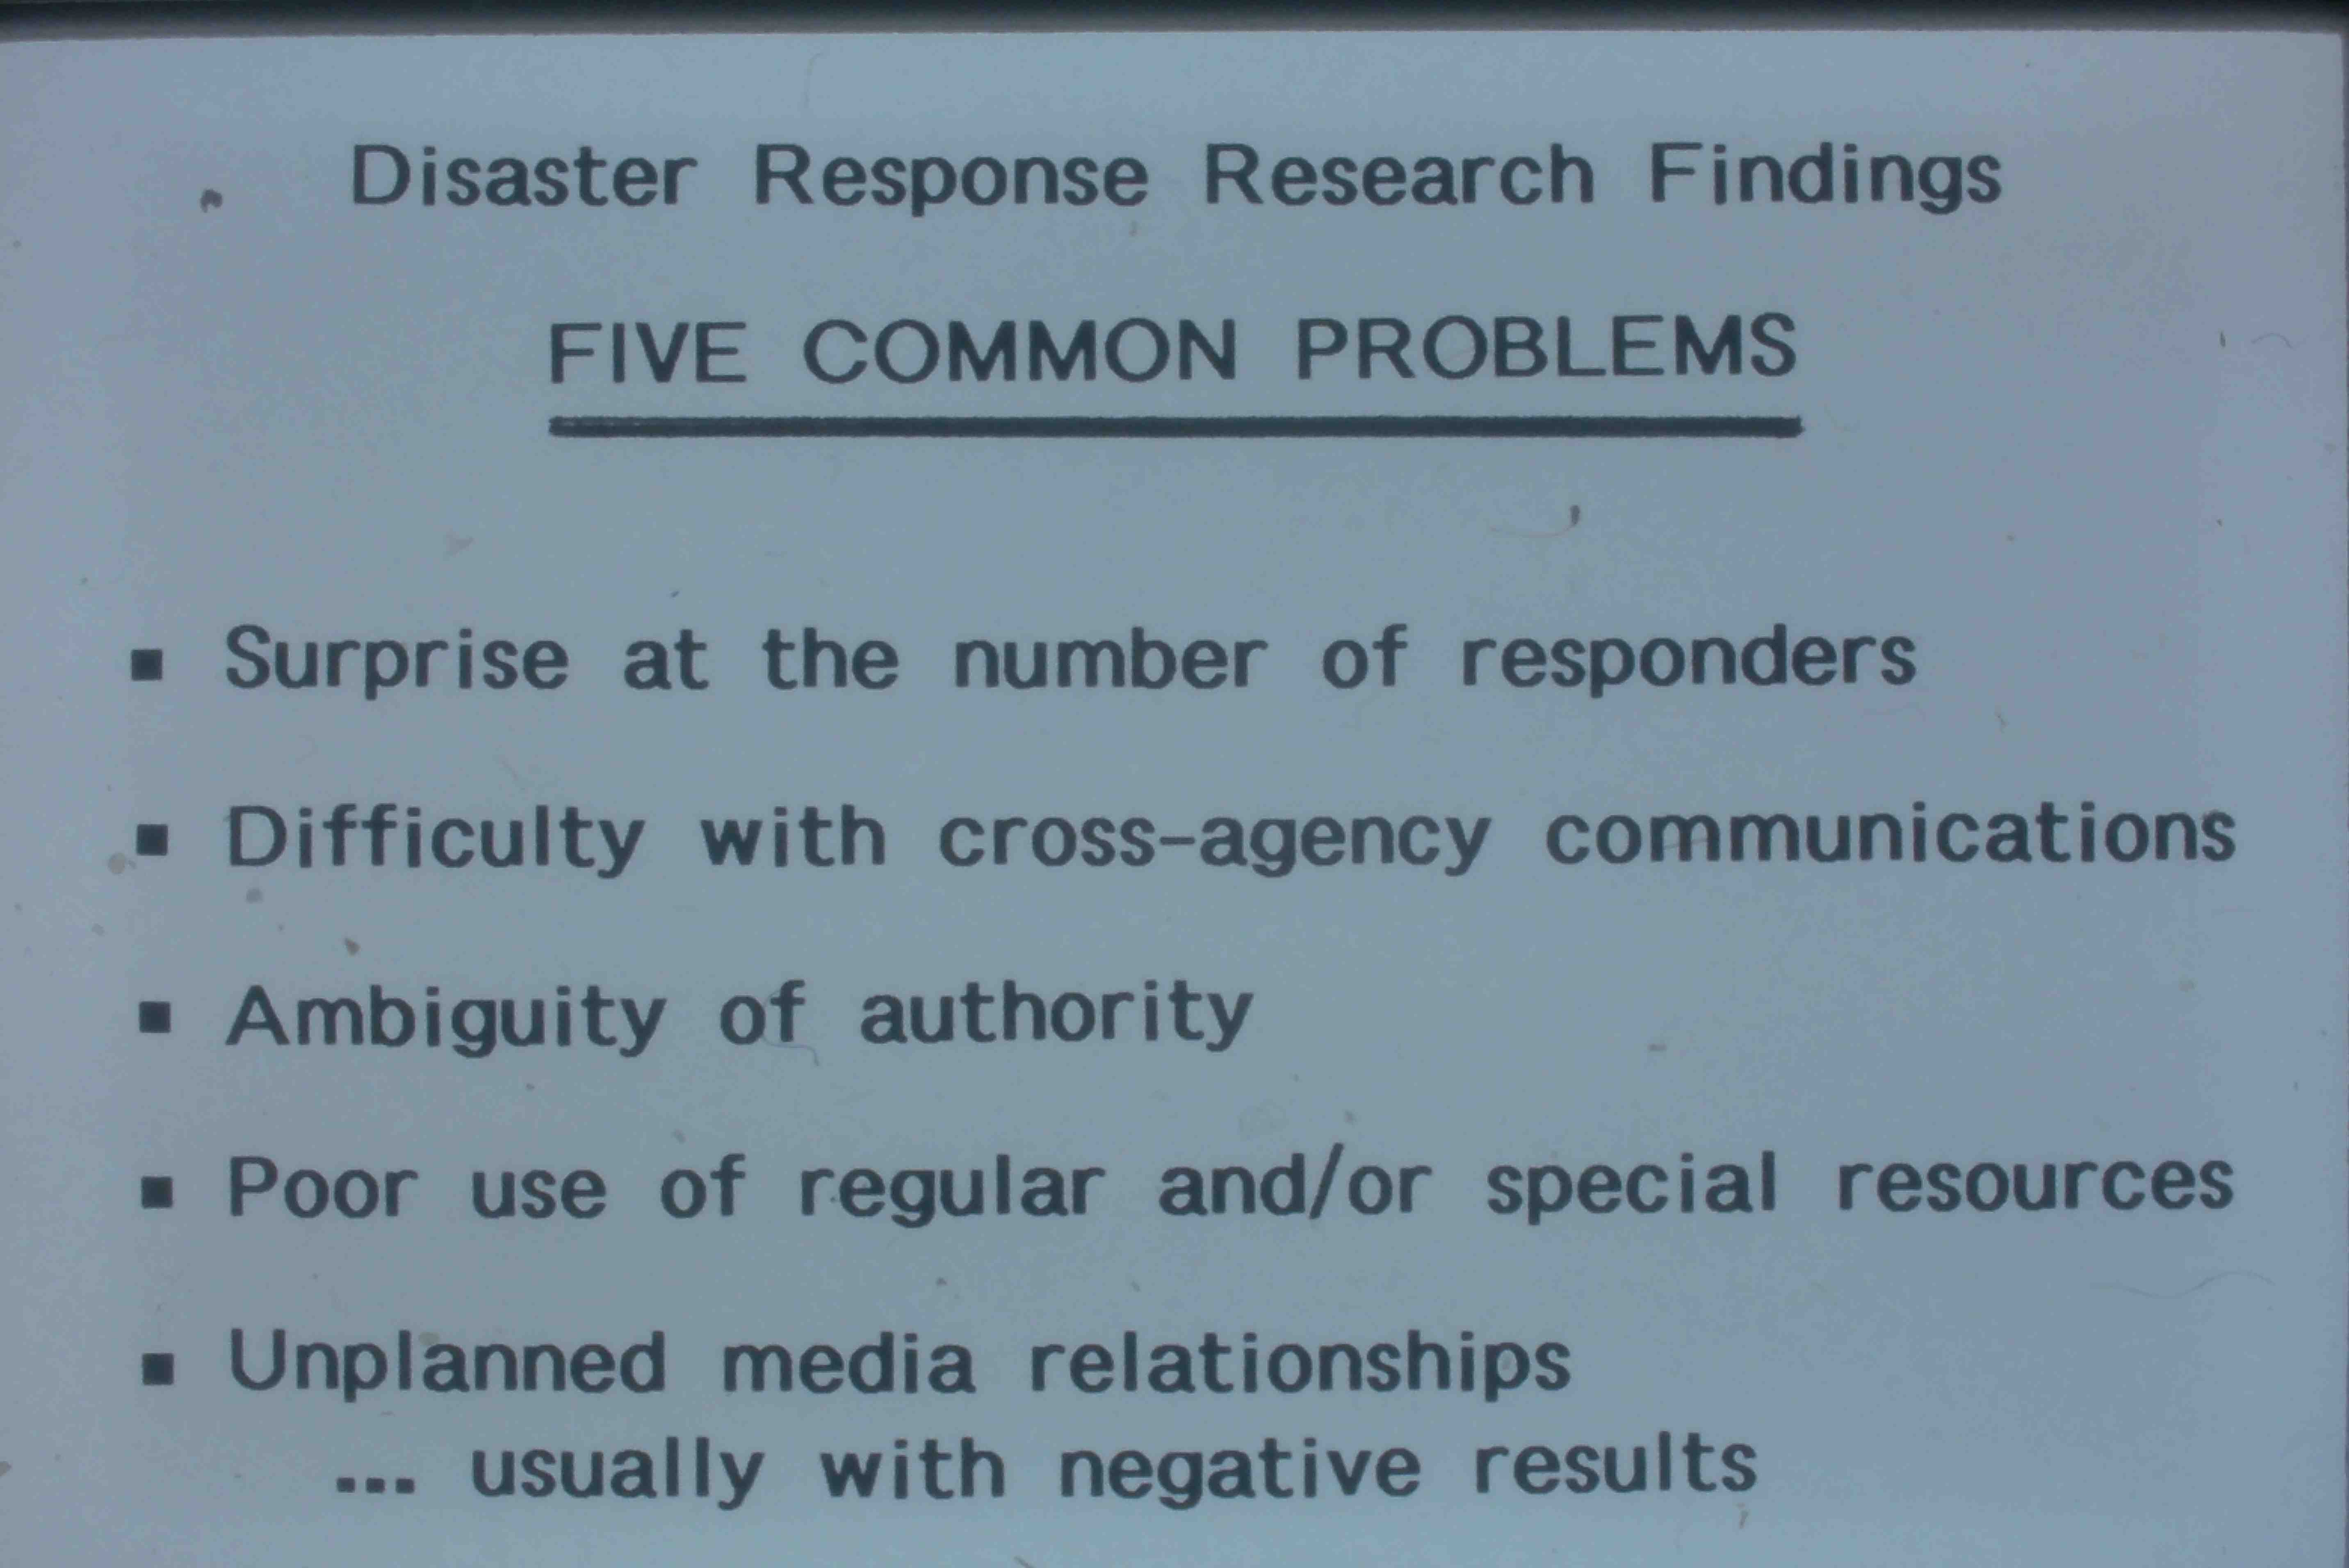 Disaster Response Research Findings
FIVE COMMON PROBLEMS
▪ Surprise at the number of responders
▪ Difficulty with cross-agency communications
▪ Ambiguity of authority
▪ Poor use of regular and/or special resources
▪ Unplanned media relationships
... usually with negative results